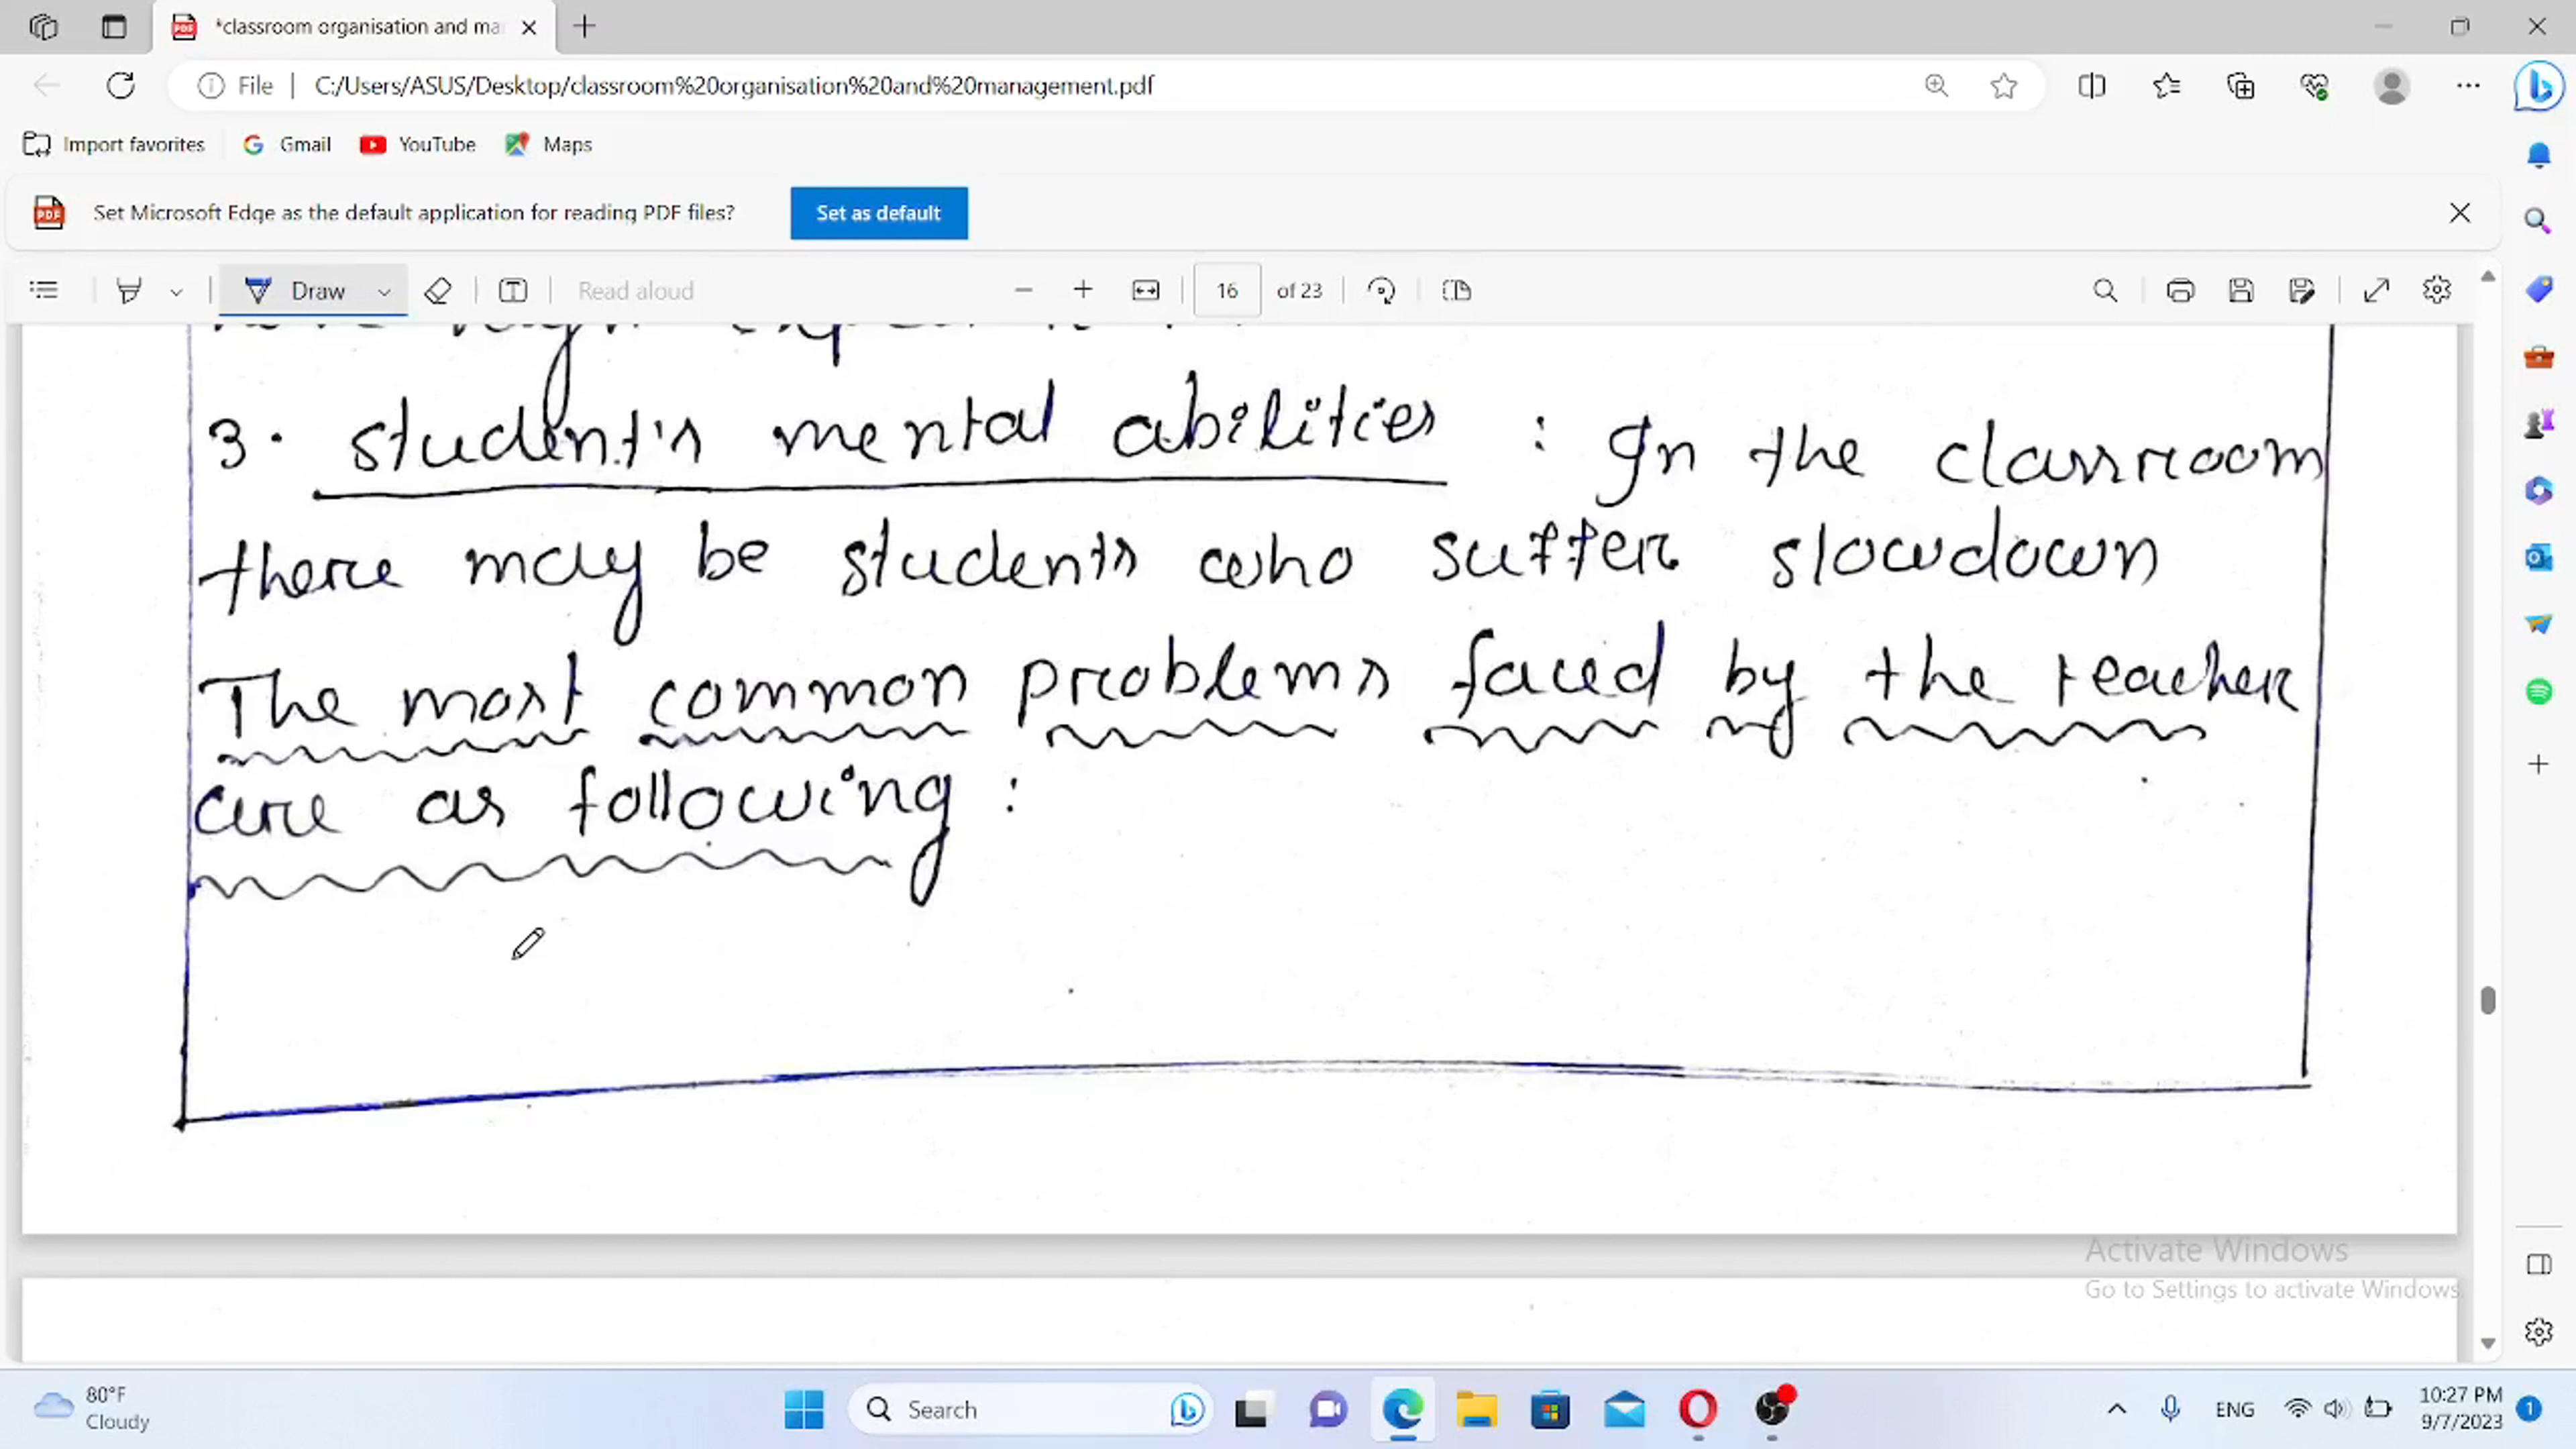 *classroom organisation and ma
File | C:/Users/ASUS/Desktop/classroom%20organisation%20and%20management.pdf
Import favorites Gmail YouTube Maps
PDF Set Microsoft Edge as the default application for reading PDF files? Set as default
Draw Read aloud 16 of 23
3. student's mental abilities : In the classroom
there may be students who suffer slowdown
The most common problems faced by the teacher
are as following :
Activate Windows
Go to Settings to activate Windows.
80°F
Cloudy
Search
ENG
10:27 PM
9/7/2023
1